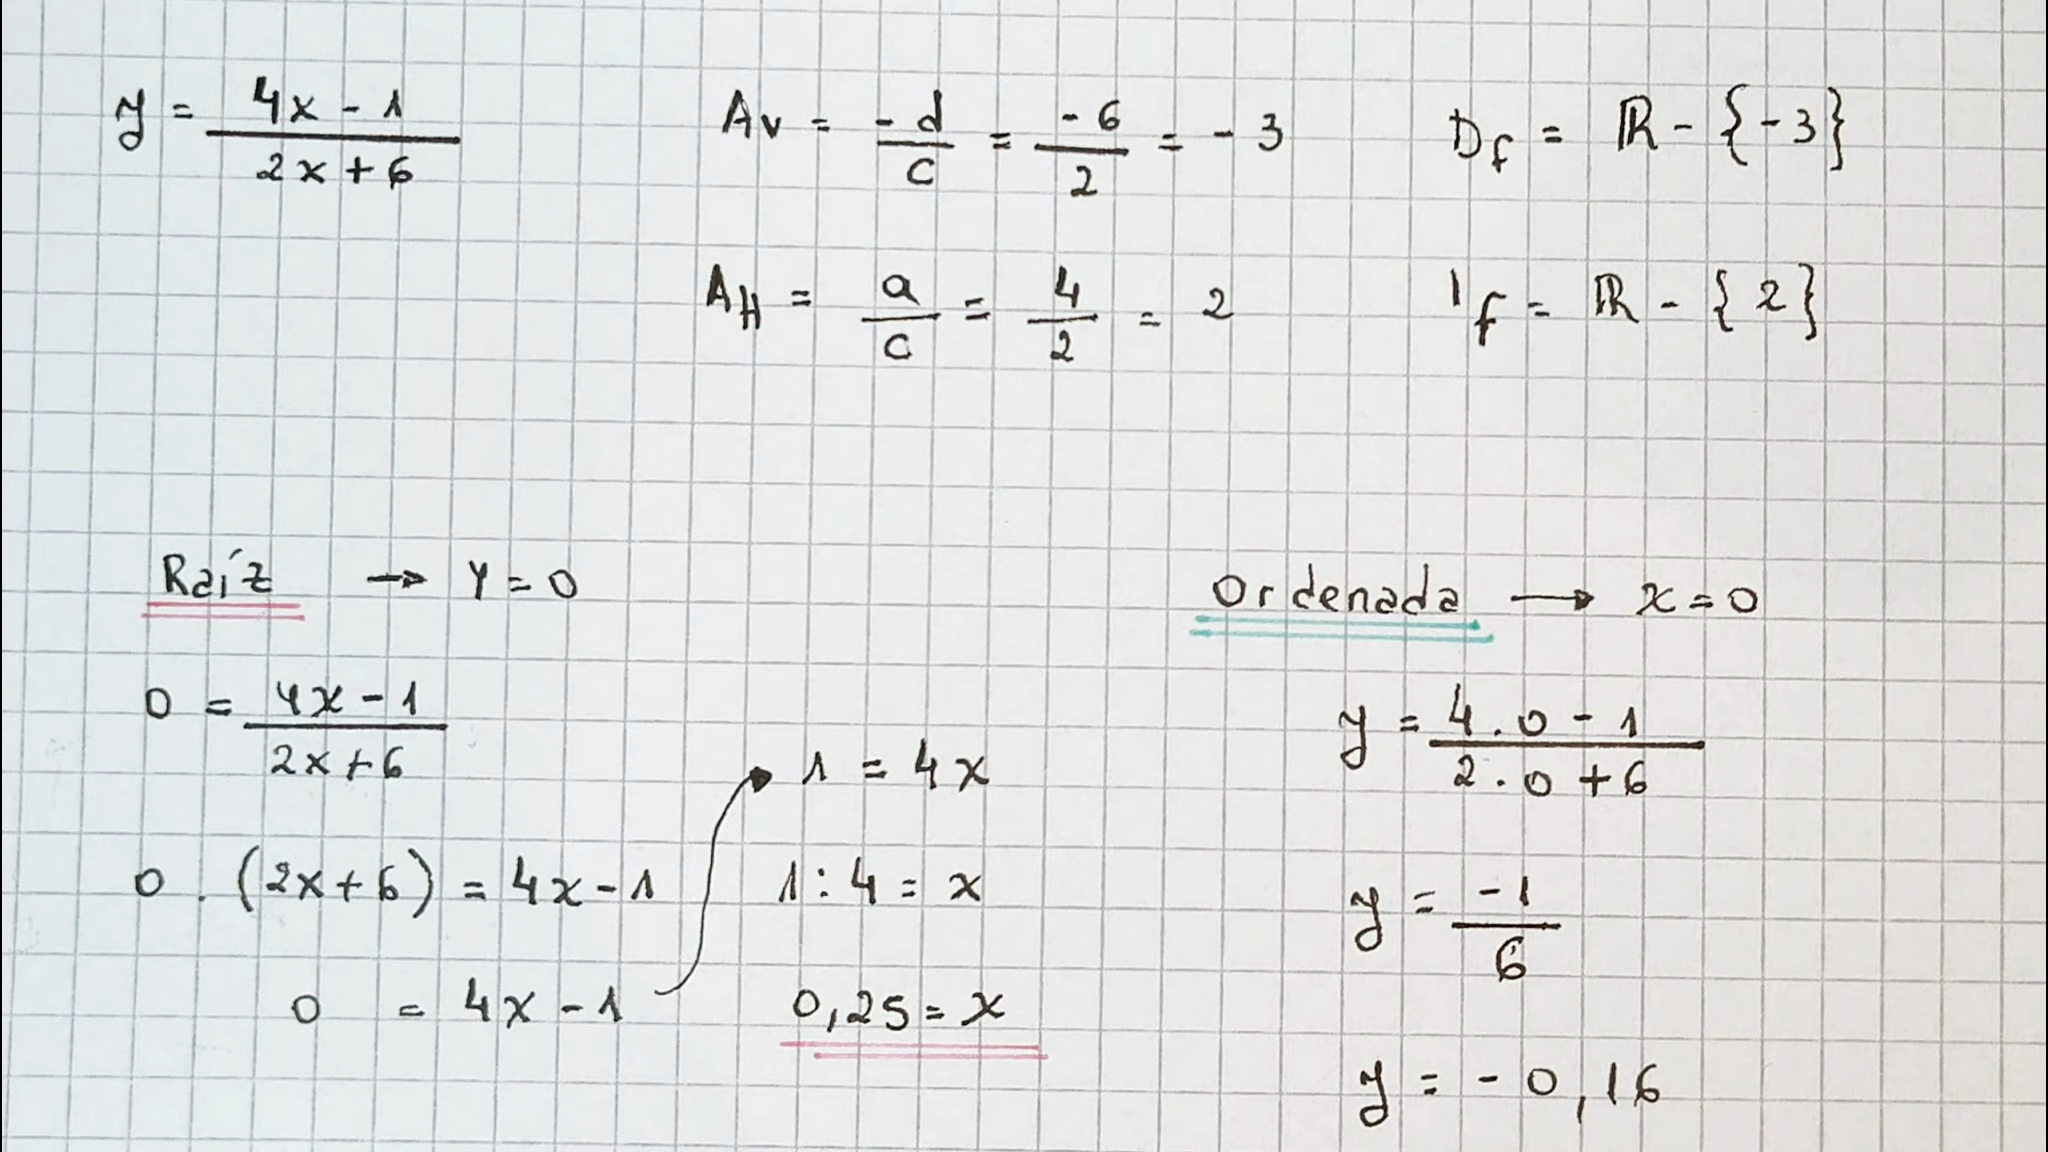 y = (4x - 1)/(2x + 6)
Av = -d/c = -6/2 = -3
Df = ℝ - {-3}
AH = a/c = 4/2 = 2
If = ℝ - {2}
Raíz → Y = 0
0 = (4x - 1)/(2x + 6)
0 . (2x + 6) = 4x - 1
0 = 4x - 1
1 = 4x
1 : 4 = x
0,25 = x
Ordenada → x = 0
y = (4 . 0 - 1)/(2 . 0 + 6)
y = -1/6
y = -0,16